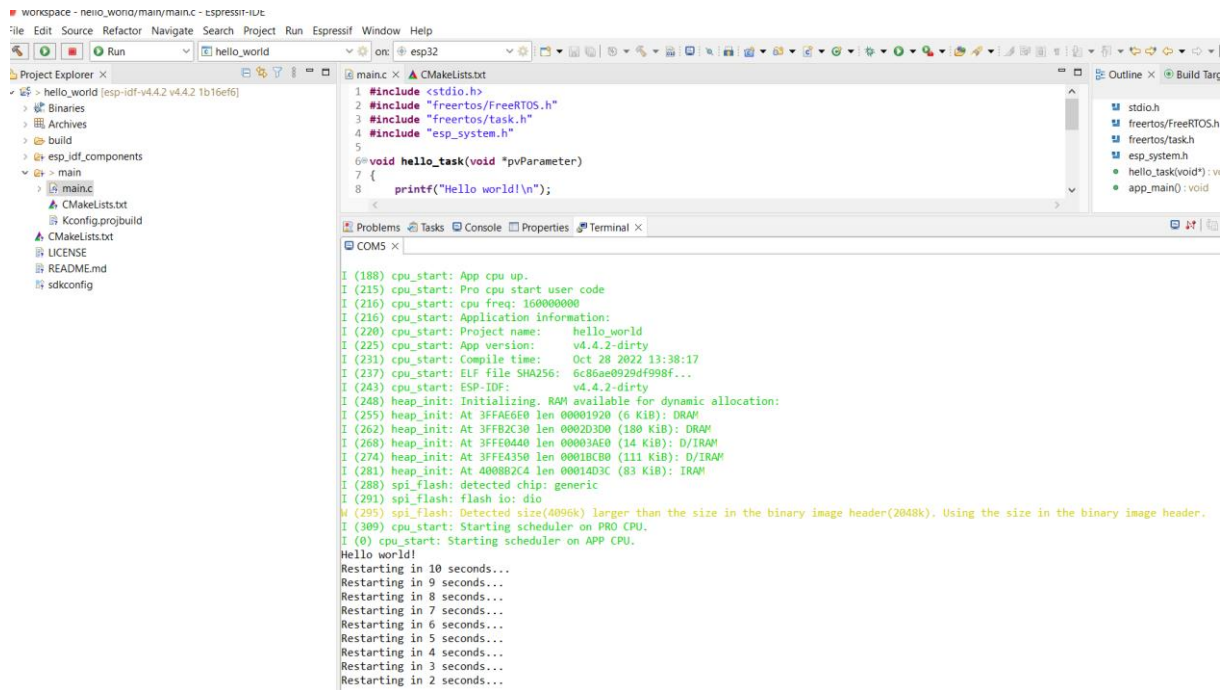 workspace - hello_world/main/main.c - Espressif-IDE
File Edit Source Refactor Navigate Search Project Run Espressif Window Help
Run hello_world on: esp32
Project Explorer
> hello_world [esp-idf-v4.4.2 v4.4.2 1b16ef6]
Binaries
Archives
build
esp_idf_components
> main
main.c
CMakeLists.txt
Kconfig.projbuild
CMakeLists.txt
LICENSE
README.md
sdkconfig
main.c CMakeLists.txt
1 #include <stdio.h>
2 #include "freertos/FreeRTOS.h"
3 #include "freertos/task.h"
4 #include "esp_system.h"
5
6 void hello_task(void *pvParameter)
7 {
8 printf("Hello world!\n");
Outline Build Targ
stdio.h
freertos/FreeRTOS.h
freertos/task.h
esp_system.h
hello_task(void*) : vo
app_main() : void
Problems Tasks Console Properties Terminal
COM5
I (188) cpu_start: App cpu up.
I (215) cpu_start: Pro cpu start user code
I (216) cpu_start: cpu freq: 160000000
I (216) cpu_start: Application information:
I (220) cpu_start: Project name: hello_world
I (225) cpu_start: App version: v4.4.2-dirty
I (231) cpu_start: Compile time: Oct 28 2022 13:38:17
I (237) cpu_start: ELF file SHA256: 6c86ae0929df998f...
I (243) cpu_start: ESP-IDF: v4.4.2-dirty
I (248) heap_init: Initializing. RAM available for dynamic allocation:
I (255) heap_init: At 3FFAE6E0 len 00001920 (6 KiB): DRAM
I (262) heap_init: At 3FFB2C30 len 0002D3D0 (180 KiB): DRAM
I (268) heap_init: At 3FFE0440 len 00003AE0 (14 KiB): D/IRAM
I (274) heap_init: At 3FFE4350 len 0001BCB0 (111 KiB): D/IRAM
I (281) heap_init: At 4008B2C4 len 00014D3C (83 KiB): IRAM
I (288) spi_flash: detected chip: generic
I (291) spi_flash: flash io: dio
W (295) spi_flash: Detected size(4096k) larger than the size in the binary image header(2048k). Using the size in the binary image header.
I (309) cpu_start: Starting scheduler on PRO CPU.
I (0) cpu_start: Starting scheduler on APP CPU.
Hello world!
Restarting in 10 seconds...
Restarting in 9 seconds...
Restarting in 8 seconds...
Restarting in 7 seconds...
Restarting in 6 seconds...
Restarting in 5 seconds...
Restarting in 4 seconds...
Restarting in 3 seconds...
Restarting in 2 seconds...